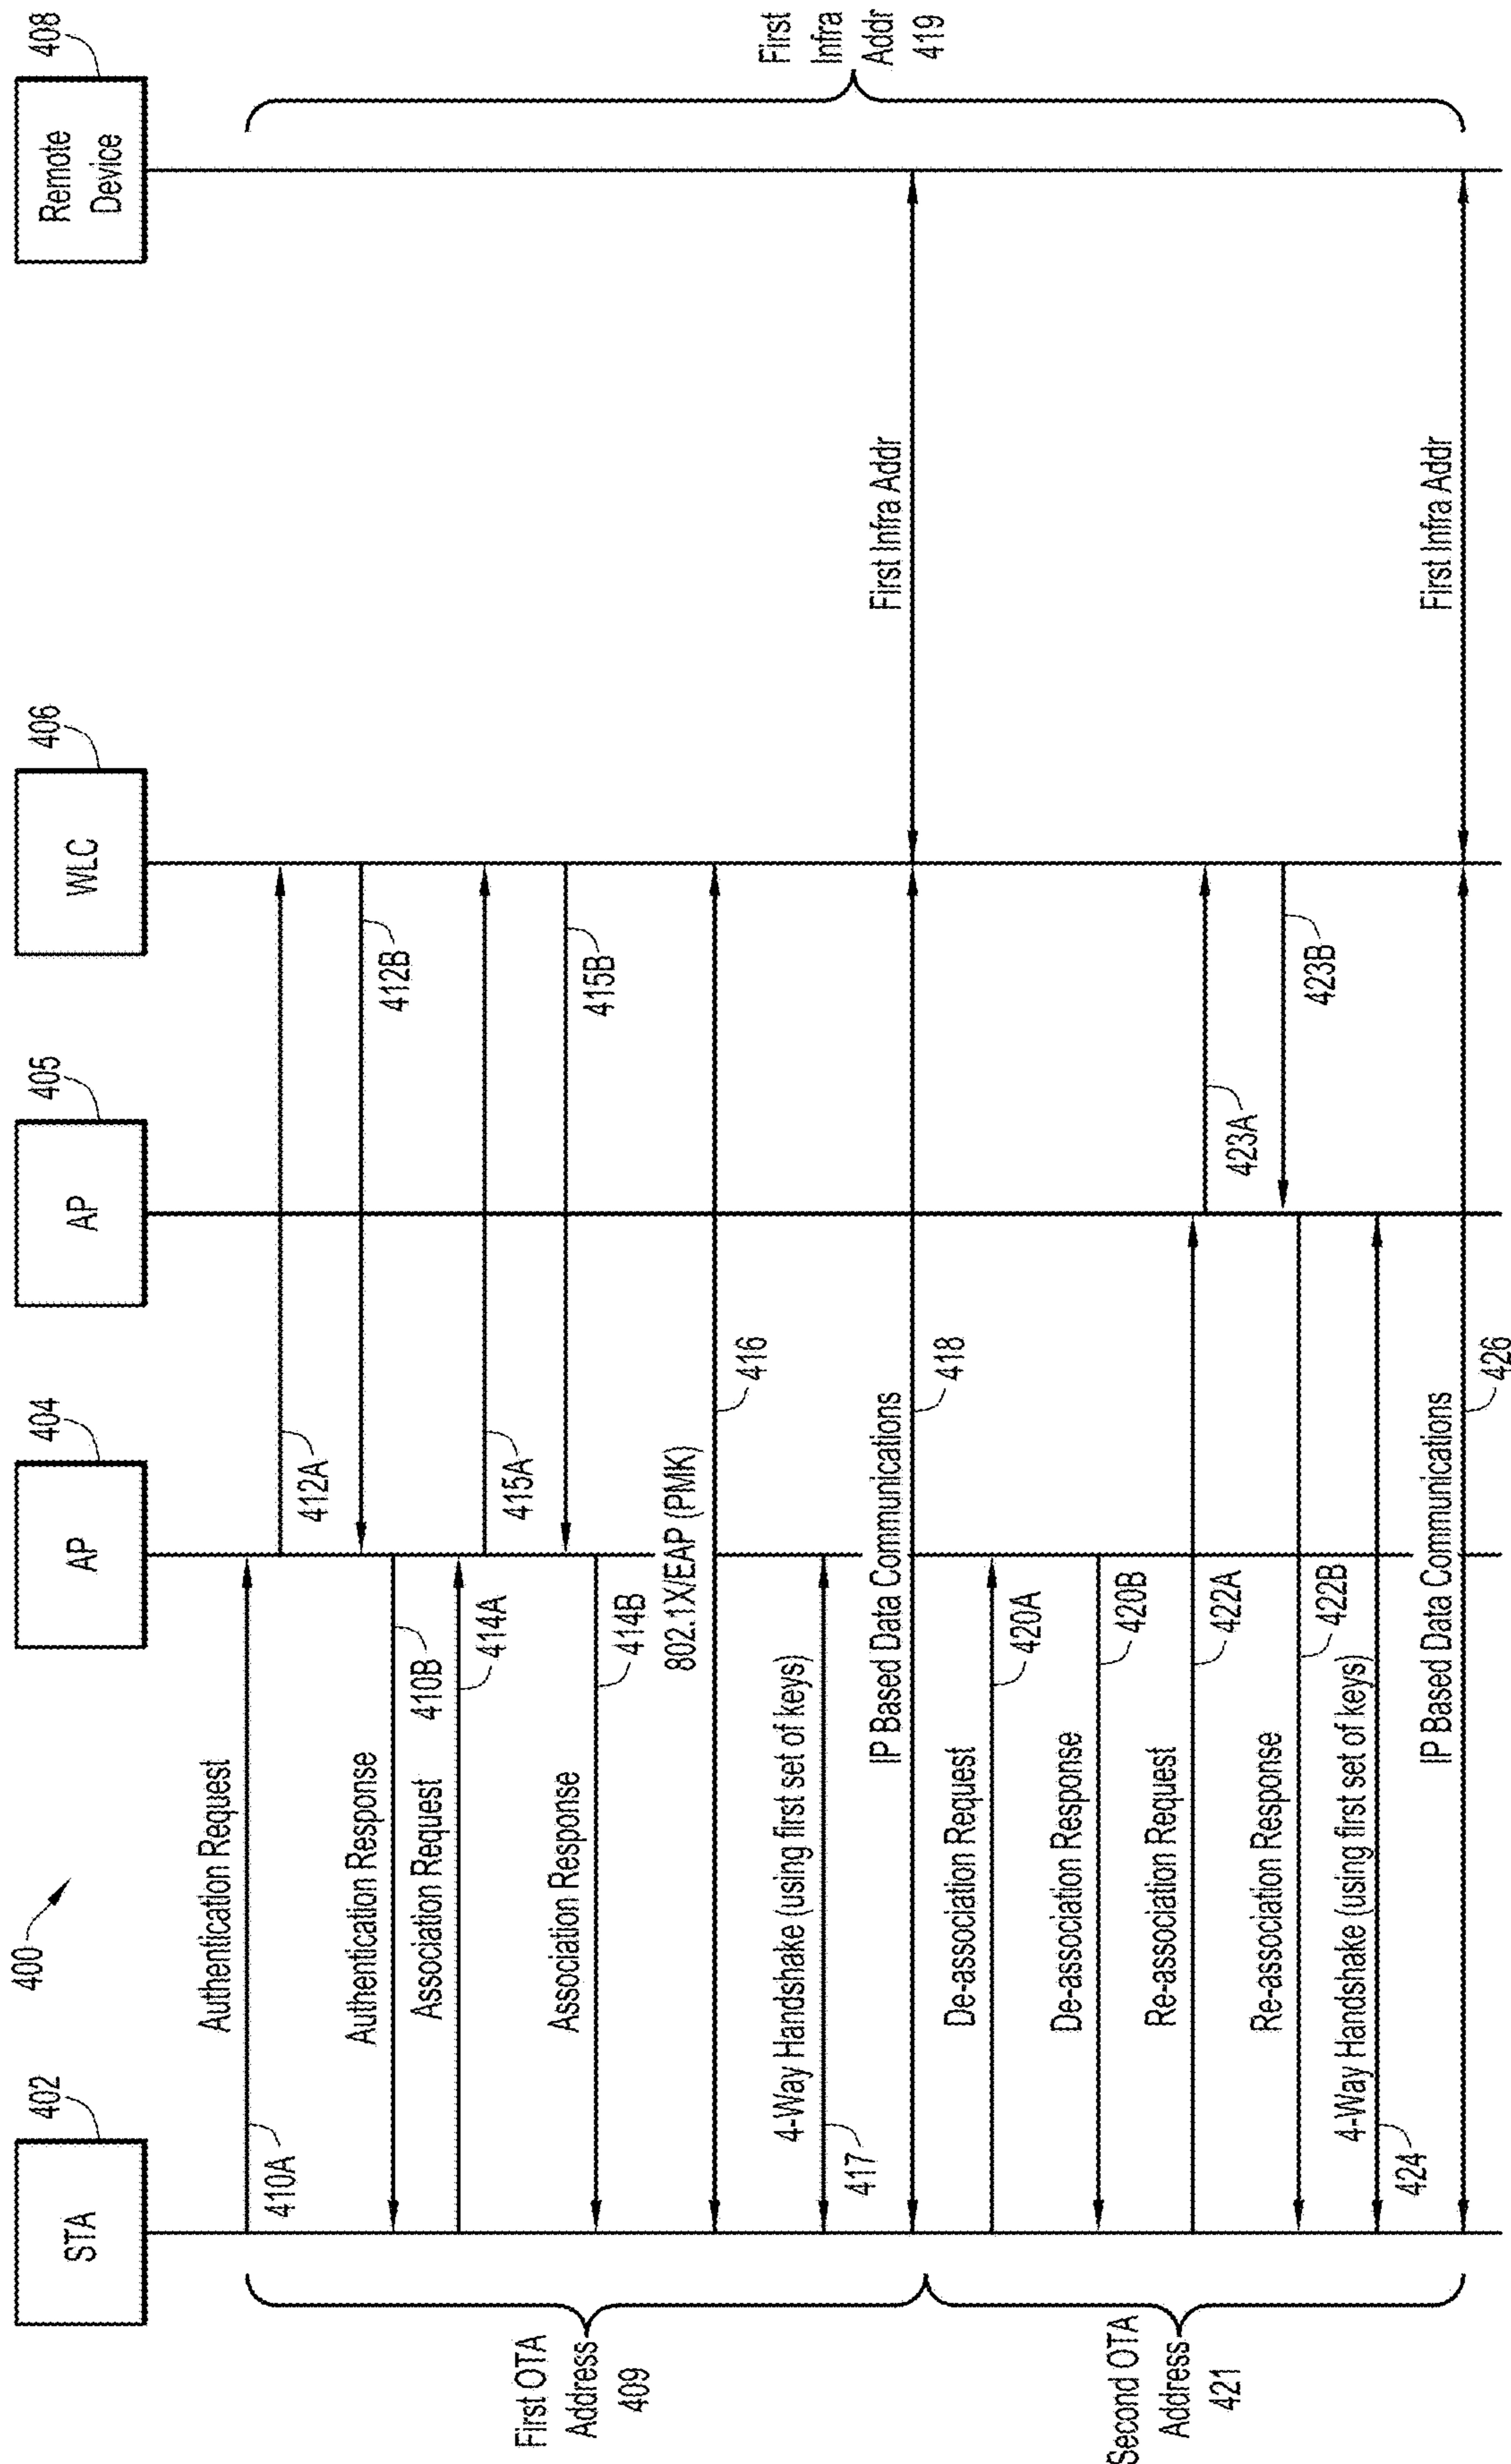 400
STA
402
AP
404
AP
405
WLC
406
Remote
Device
408
Authentication Request
410A
412A
412B
Authentication Response
410B
Association Request
414A
415A
415B
Association Response
414B
802.1X/EAP (PMK)
416
4-Way Handshake (using first set of keys)
417
IP Based Data Communications
418
First Infra Addr
First OTA
Address
409
First
Infra
Addr
419
De-association Request
420A
De-association Response
420B
Re-association Request
422A
423A
423B
Re-association Response
422B
4-Way Handshake (using first set of keys)
424
IP Based Data Communications
426
First Infra Addr
Second OTA
Address
421